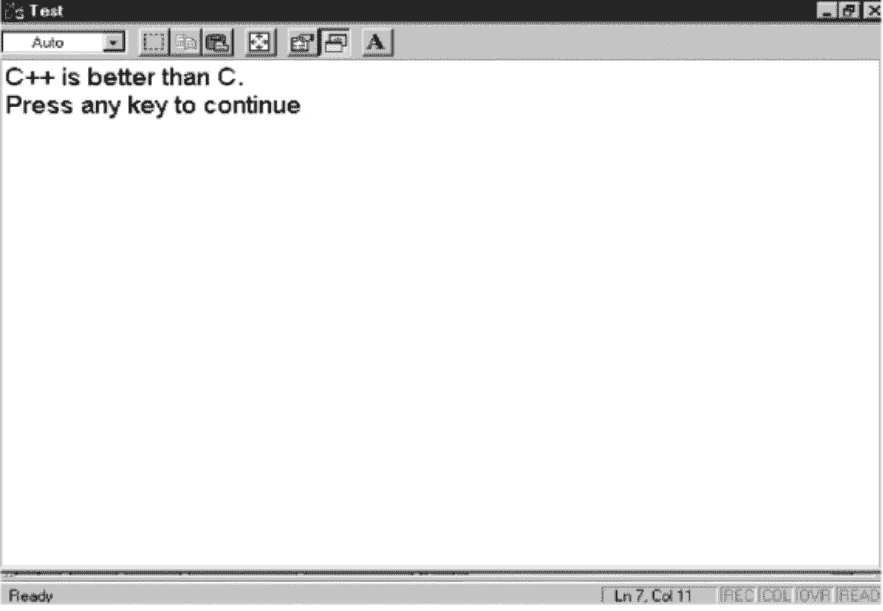 Test
Auto
A
C++ is better than C.
Press any key to continue
Ready
Ln 7, Col 11
REC COL OVR READ